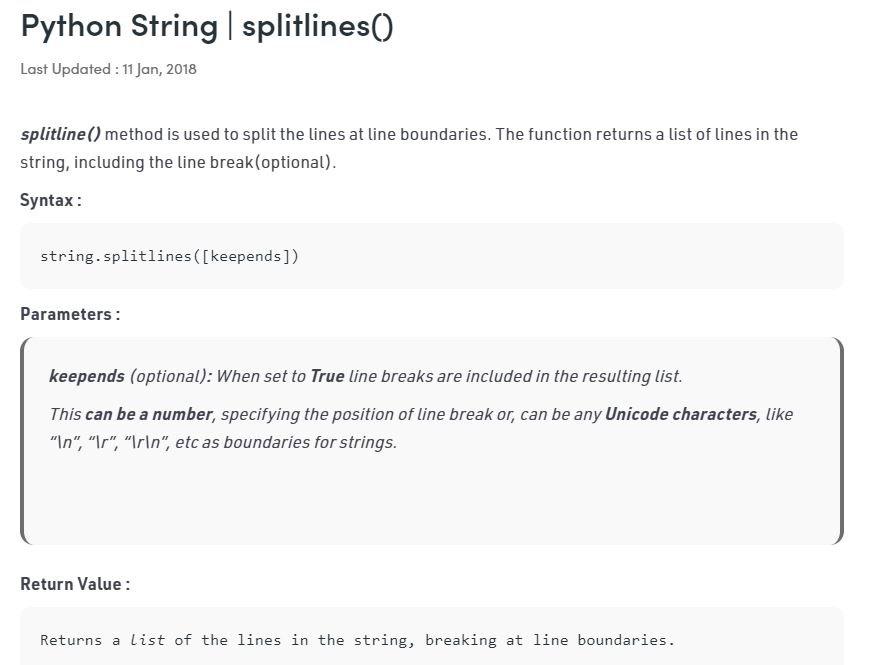 Python String | splitlines()
Last Updated : 11 Jan, 2018
splitline() method is used to split the lines at line boundaries. The function returns a list of lines in the
string, including the line break(optional).
Syntax :
string.splitlines([keepends])
Parameters :
keepends (optional): When set to True line breaks are included in the resulting list.
This can be a number, specifying the position of line break or, can be any Unicode characters, like
“\n”, “\r”, “\r\n”, etc as boundaries for strings.
Return Value :
Returns a list of the lines in the string, breaking at line boundaries.